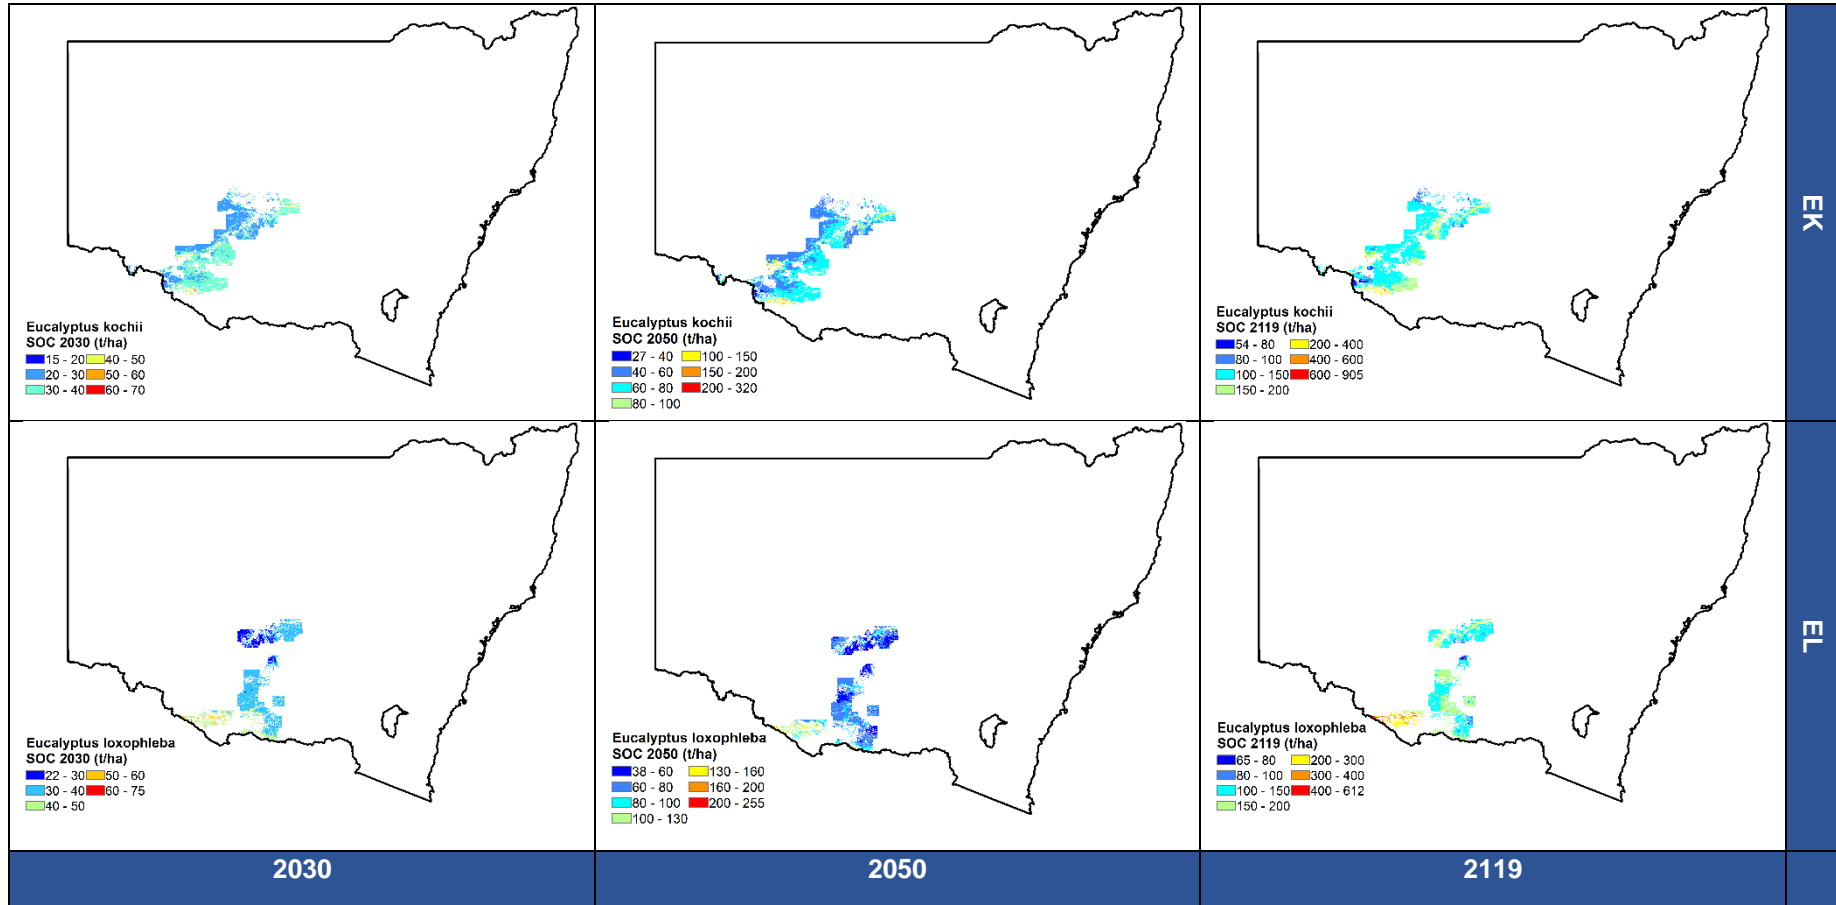 Eucalyptus kochii
SOC 2030 (t/ha)
15 - 20 40 - 50
20 - 30 50 - 60
30 - 40 60 - 70
Eucalyptus kochii
SOC 2050 (t/ha)
27 - 40 100 - 150
40 - 60 150 - 200
60 - 80 200 - 320
80 - 100
Eucalyptus kochii
SOC 2119 (t/ha)
54 - 80 200 - 400
80 - 100 400 - 600
100 - 150 600 - 905
150 - 200
EK
Eucalyptus loxophleba
SOC 2030 (t/ha)
22 - 30 50 - 60
30 - 40 60 - 75
40 - 50
Eucalyptus loxophleba
SOC 2050 (t/ha)
38 - 60 130 - 160
60 - 80 160 - 200
80 - 100 200 - 255
100 - 130
Eucalyptus loxophleba
SOC 2119 (t/ha)
65 - 80 200 - 300
80 - 100 300 - 400
100 - 150 400 - 612
150 - 200
EL
2030
2050
2119